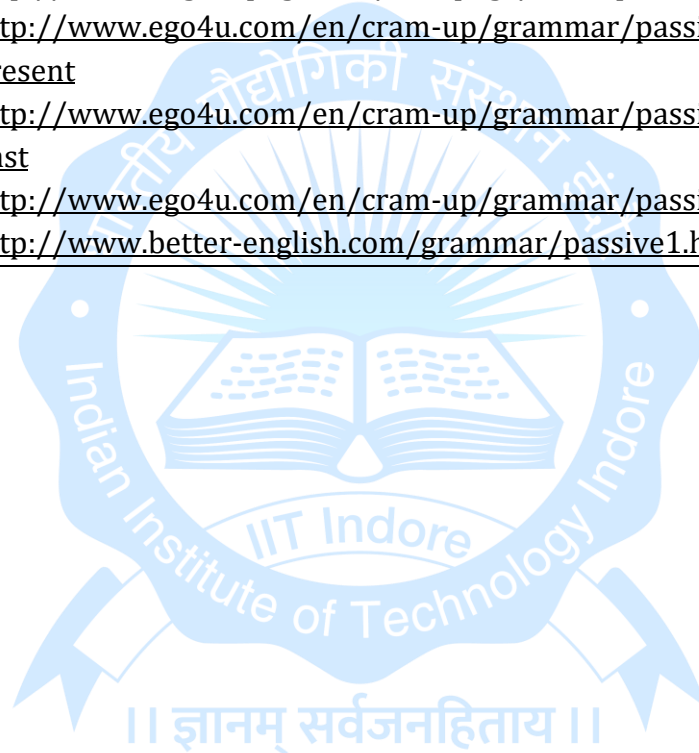 tp://www.ego4u.com/en/cram-up/grammar/passi
resent
tp://www.ego4u.com/en/cram-up/grammar/passi
ast
tp://www.ego4u.com/en/cram-up/grammar/passi
tp://www.better-english.com/grammar/passive1.h
भारतीय प्रौद्योगिकी संस्थान इंदौर
Indian Institute of Technology Indore
IIT Indore
।। ज्ञानम् सर्वजनहिताय ।।